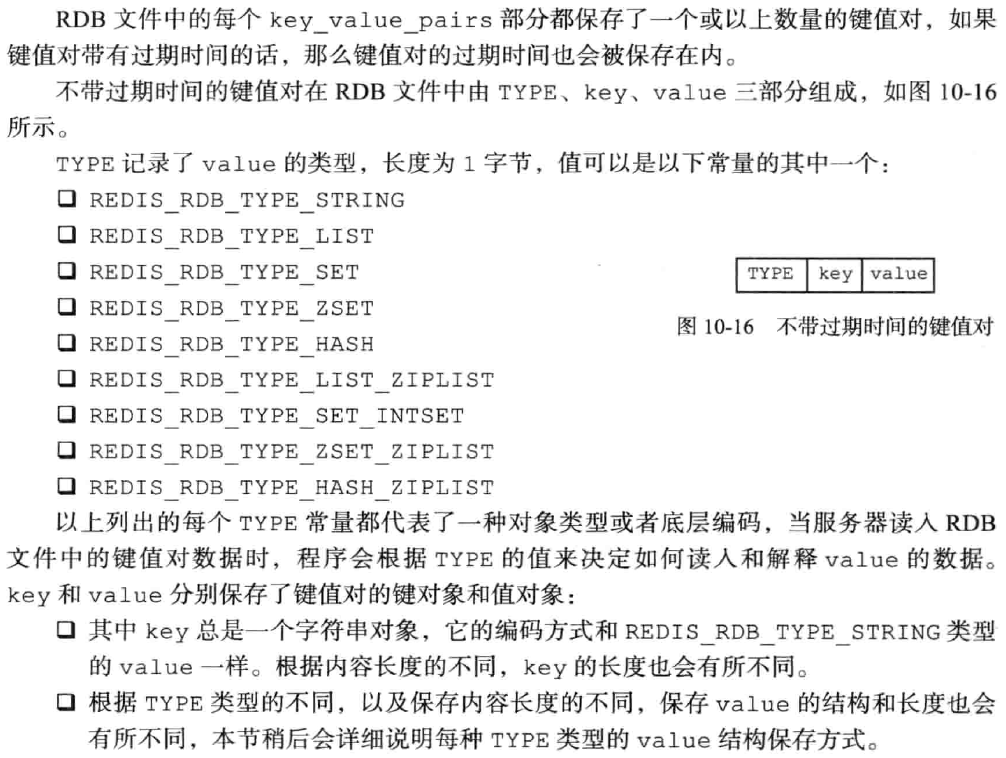 RDB 文件中的每个 key_value_pairs 部分都保存了一个或以上数量的键值对，如果
键值对带有过期时间的话，那么键值对的过期时间也会被保存在内。
不带过期时间的键值对在 RDB 文件中由 TYPE、key、value 三部分组成，如图 10-16
所示。
TYPE 记录了 value 的类型，长度为 1 字节，值可以是以下常量的其中一个：
❑ REDIS_RDB_TYPE_STRING
❑ REDIS_RDB_TYPE_LIST
❑ REDIS_RDB_TYPE_SET
❑ REDIS_RDB_TYPE_ZSET
❑ REDIS_RDB_TYPE_HASH
❑ REDIS_RDB_TYPE_LIST_ZIPLIST
❑ REDIS_RDB_TYPE_SET_INTSET
❑ REDIS_RDB_TYPE_ZSET_ZIPLIST
❑ REDIS_RDB_TYPE_HASH_ZIPLIST
TYPE key value
图 10-16 不带过期时间的键值对
以上列出的每个 TYPE 常量都代表了一种对象类型或者底层编码，当服务器读入 RDB
文件中的键值对数据时，程序会根据 TYPE 的值来决定如何读入和解释 value 的数据。
key 和 value 分别保存了键值对的键对象和值对象：
❑ 其中 key 总是一个字符串对象，它的编码方式和 REDIS_RDB_TYPE_STRING 类型
的 value 一样。根据内容长度的不同，key 的长度也会有所不同。
❑ 根据 TYPE 类型的不同，以及保存内容长度的不同，保存 value 的结构和长度也会
有所不同，本节稍后会详细说明每种 TYPE 类型的 value 结构保存方式。